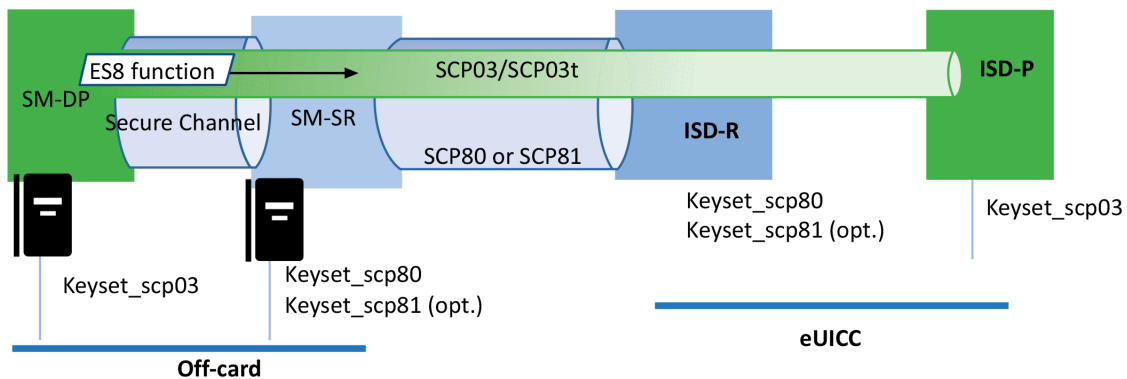 ES8 function
SCP03/SCP03t
ISD-P
SM-DP
Secure Channel
SM-SR
ISD-R
SCP80 or SCP81
Keyset_scp80
Keyset_scp81 (opt.)
Keyset_scp03
Keyset_scp03
Keyset_scp80
Keyset_scp81 (opt.)
eUICC
Off-card